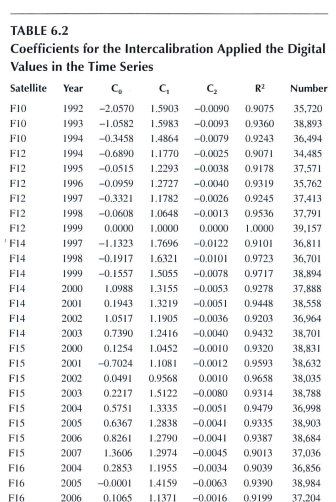 TABLE 6.2
Coefficients for the Intercalibration Applied the Digital
Values in the Time Series
Satellite Year C₀ C₁ C₂ R² Number
F10 1992 −2.0570 1.5903 −0.0090 0.9075 35,720
F10 1993 −1.0582 1.5983 −0.0093 0.9360 38,893
F10 1994 −0.3458 1.4864 −0.0079 0.9243 36,494
F12 1994 −0.6890 1.1770 −0.0025 0.9071 34,485
F12 1995 −0.0515 1.2293 −0.0038 0.9178 37,571
F12 1996 −0.0959 1.2727 −0.0040 0.9319 35,762
F12 1997 −0.3321 1.1782 −0.0026 0.9245 37,413
F12 1998 −0.0608 1.0648 −0.0013 0.9536 37,791
F12 1999 0.0000 1.0000 0.0000 1.0000 39,157
F14 1997 −1.1323 1.7696 −0.0122 0.9101 36,811
F14 1998 −0.1917 1.6321 −0.0101 0.9723 36,701
F14 1999 −0.1557 1.5055 −0.0078 0.9717 38,894
F14 2000 1.0988 1.3155 −0.0053 0.9278 37,888
F14 2001 0.1943 1.3219 −0.0051 0.9448 38,558
F14 2002 1.0517 1.1905 −0.0036 0.9203 36,964
F14 2003 0.7390 1.2416 −0.0040 0.9432 38,701
F15 2000 0.1254 1.0452 −0.0010 0.9320 38,831
F15 2001 −0.7024 1.1081 −0.0012 0.9593 38,632
F15 2002 0.0491 0.9568 0.0010 0.9658 38,035
F15 2003 0.2217 1.5122 −0.0080 0.9314 38,788
F15 2004 0.5751 1.3335 −0.0051 0.9479 36,998
F15 2005 0.6367 1.2838 −0.0041 0.9335 38,903
F15 2006 0.8261 1.2790 −0.0041 0.9387 38,684
F15 2007 1.3606 1.2974 −0.0045 0.9013 37,036
F16 2004 0.2853 1.1955 −0.0034 0.9039 36,856
F16 2005 −0.0001 1.4159 −0.0063 0.9390 38,984
F16 2006 0.1065 1.1371 −0.0016 0.9199 37,204